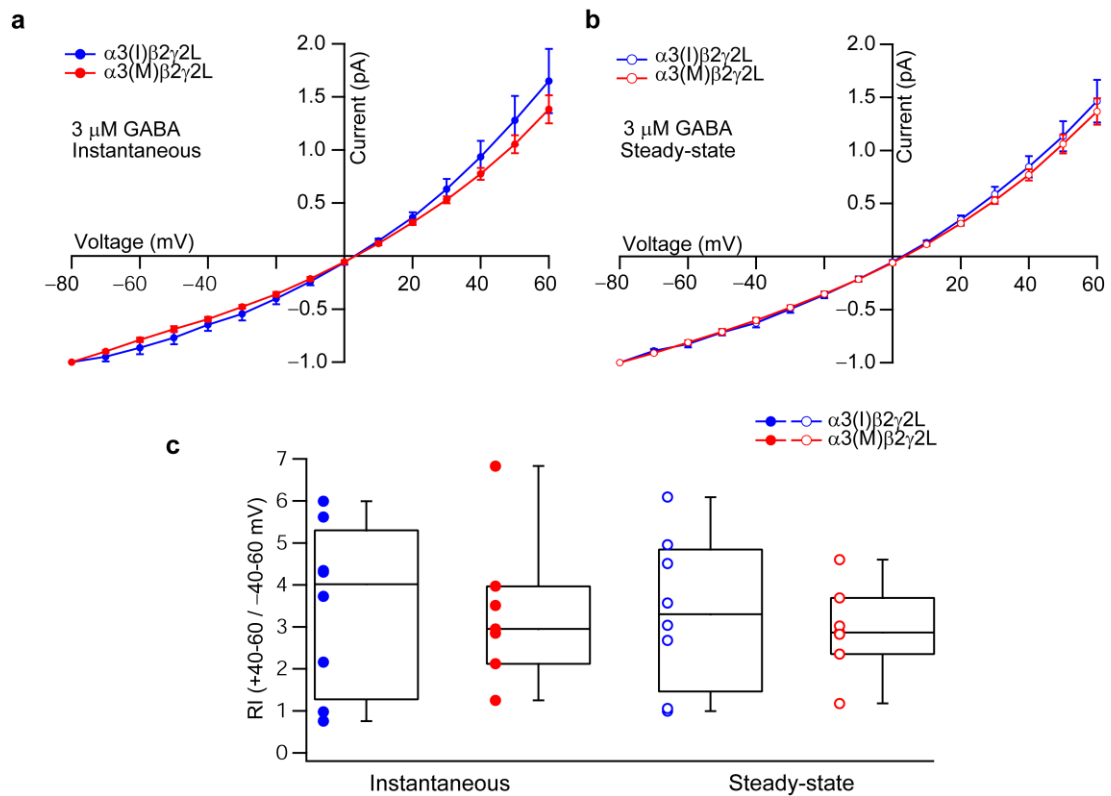 a
α3(I)β2γ2L
α3(M)β2γ2L
3 μM GABA
Instantaneous
Current (pA)
2.0
1.5
1.0
0.5
−0.5
−1.0
Voltage (mV)
−80
−40
20
40
60
b
α3(I)β2γ2L
α3(M)β2γ2L
3 μM GABA
Steady-state
Current (pA)
2.0
1.5
1.0
0.5
−0.5
−1.0
Voltage (mV)
−80
−40
20
40
60
α3(I)β2γ2L
α3(M)β2γ2L
c
RI (+40-60 / −40-60 mV)
7
6
5
4
3
2
1
0
Instantaneous
Steady-state